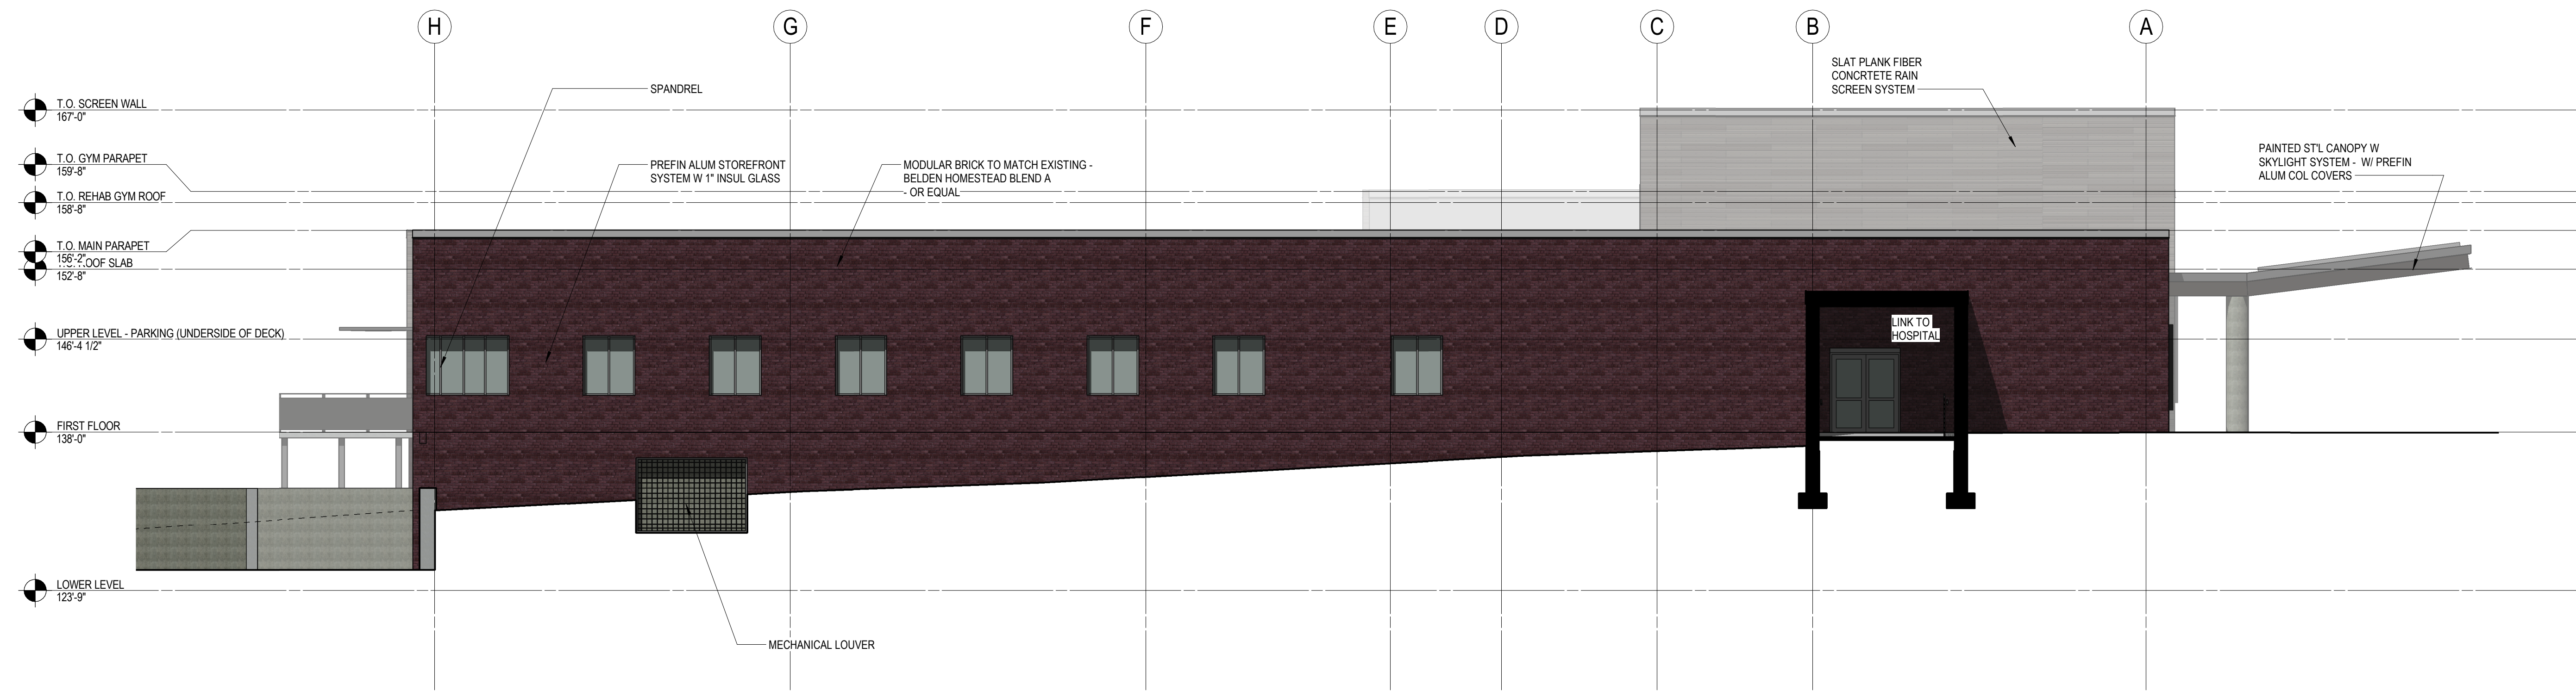 H G F E D C B A
SLAT PLANK FIBER
CONCRTETE RAIN
SCREEN SYSTEM
SPANDREL
T.O. SCREEN WALL
167'-0"
PAINTED ST'L CANOPY W
SKYLIGHT SYSTEM - W/ PREFIN
ALUM COL COVERS
T.O. GYM PARAPET
159'-8"
PREFIN ALUM STOREFRONT
SYSTEM W 1" INSUL GLASS
MODULAR BRICK TO MATCH EXISTING -
BELDEN HOMESTEAD BLEND A
- OR EQUAL
T.O. REHAB GYM ROOF
158'-8"
T.O. MAIN PARAPET
156'-2"
ROOF SLAB
152'-8"
LINK TO
HOSPITAL
UPPER LEVEL - PARKING (UNDERSIDE OF DECK)
146'-4 1/2"
FIRST FLOOR
138'-0"
LOWER LEVEL
123'-9"
MECHANICAL LOUVER